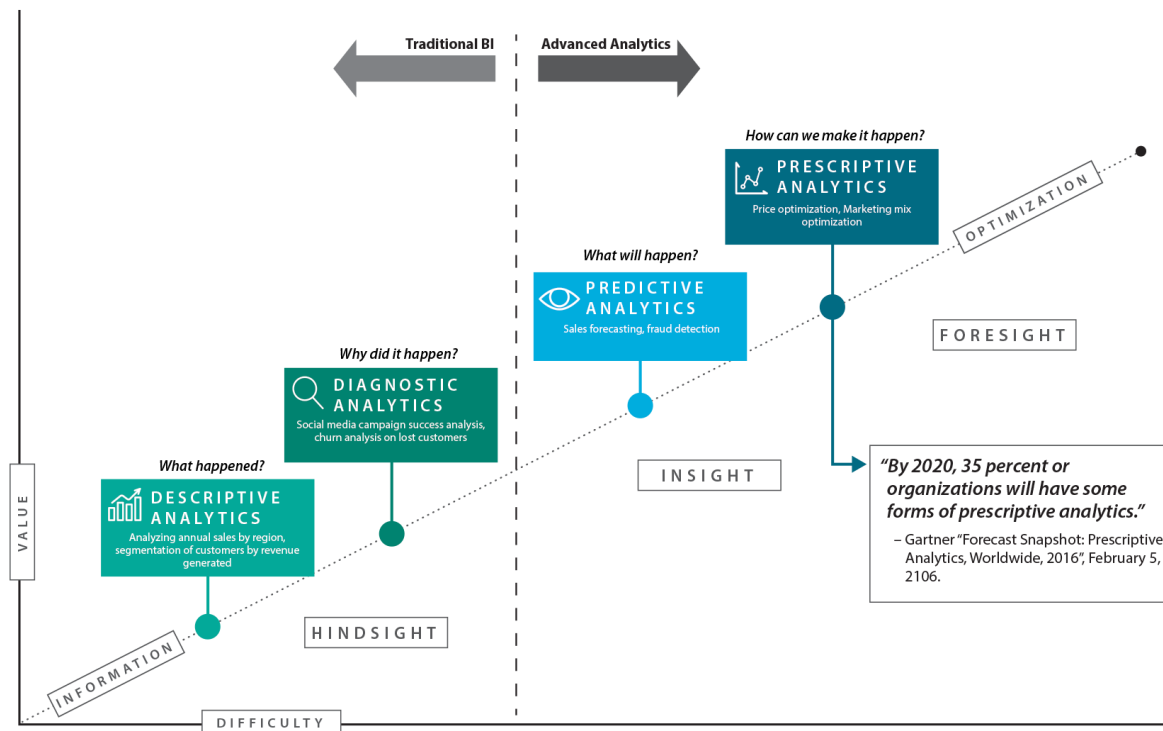 Traditional BI
Advanced Analytics
How can we make it happen?
PRESCRIPTIVE
ANALYTICS
Price optimization, Marketing mix
optimization
OPTIMIZATION
What will happen?
PREDICTIVE
ANALYTICS
Sales forecasting, fraud detection
FORESIGHT
Why did it happen?
DIAGNOSTIC
ANALYTICS
Social media campaign success analysis,
churn analysis on lost customers
INSIGHT
“By 2020, 35 percent or
organizations will have some
forms of prescriptive analytics.”
– Gartner “Forecast Snapshot: Prescriptive
Analytics, Worldwide, 2016”, February 5,
2106.
What happened?
DESCRIPTIVE
ANALYTICS
Analyzing annual sales by region,
segmentation of customers by revenue
generated
VALUE
HINDSIGHT
INFORMATION
DIFFICULTY